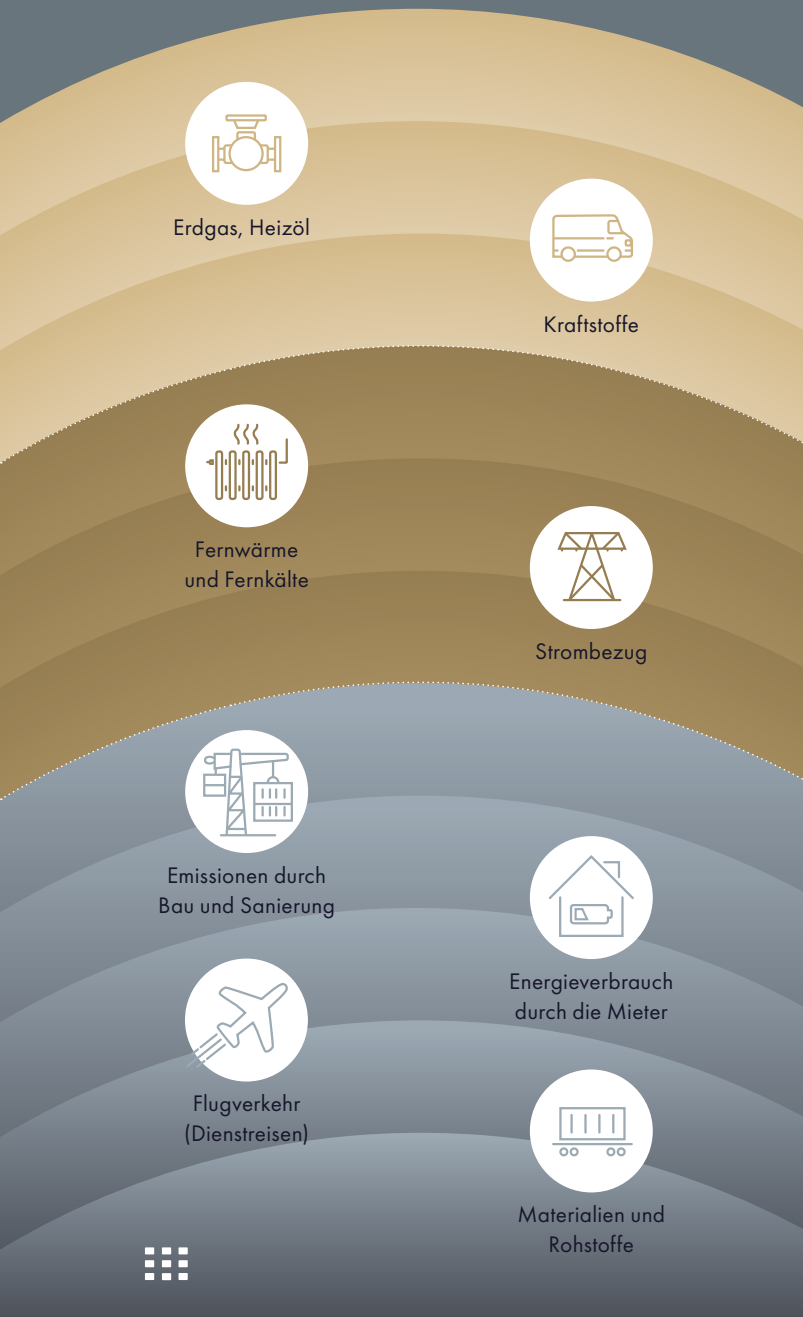 Erdgas, Heizöl
Kraftstoffe
Fernwärme
und Fernkälte
Strombezug
Emissionen durch
Bau und Sanierung
Energieverbrauch
durch die Mieter
Flugverkehr
(Dienstreisen)
Materialien und
Rohstoffe